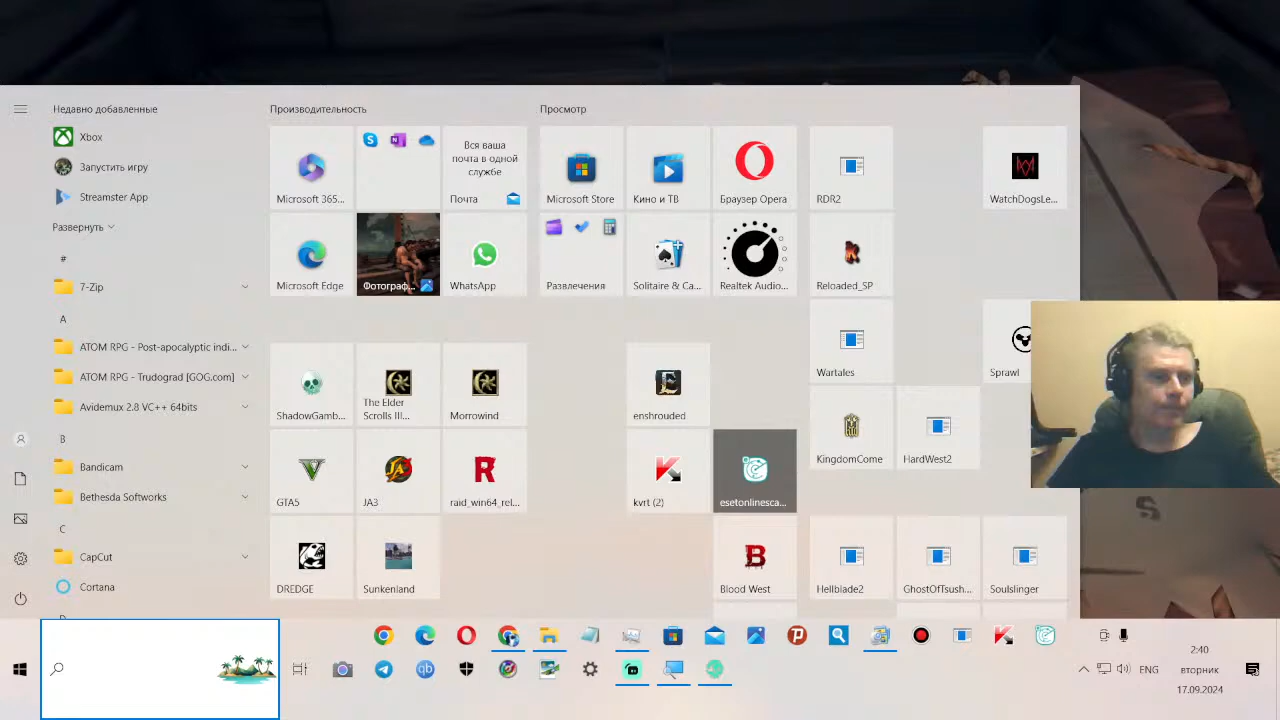 Недавно добавленные
Xbox
Запустить игру
Streamster App
Развернуть
#
7-Zip
A
ATOM RPG - Post-apocalyptic indi...
ATOM RPG - Trudograd [GOG.com]
Avidemux 2.8 VC++ 64bits
B
Bandicam
Bethesda Softworks
C
CapCut
Cortana
Производительность
Microsoft 365...
Вся ваша
почта в одной
службе
Почта
Microsoft Edge
Фотограф...
WhatsApp
Просмотр
Microsoft Store
Кино и ТВ
Браузер Opera
Развлечения
Solitaire & Ca...
Realtek Audio...
RDR2
WatchDogsLe...
Reloaded_SP
Wartales
Sprawl
KingdomCome
HardWest2
ShadowGamb...
The Elder
Scrolls III...
Morrowind
enshrouded
GTA5
JA3
raid_win64_rel...
kvrt (2)
esetonlinesca...
DREDGE
Sunkenland
Blood West
Hellblade2
GhostOfTsush...
Soulslinger
ENG
2:40
вторник
17.09.2024